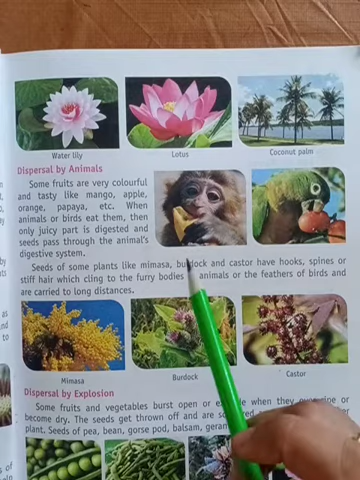 Water lily
Lotus
Coconut palm
Dispersal by Animals
Some fruits are very colourful
and tasty like mango, apple,
orange, papaya, etc. When
animals or birds eat them, then
only juicy part is digested and
seeds pass through the animal's
digestive system.
Seeds of some plants like mimasa, burdock and castor have hooks, spines or
stiff hair which cling to the furry bodies animals or the feathers of birds and
are carried to long distances.
Mimasa
Burdock
Castor
Dispersal by Explosion
Some fruits and vegetables burst open or when they or
become dry. The seeds get thrown off and are
plant. Seeds of pea, bean, gorse pod, balsam,